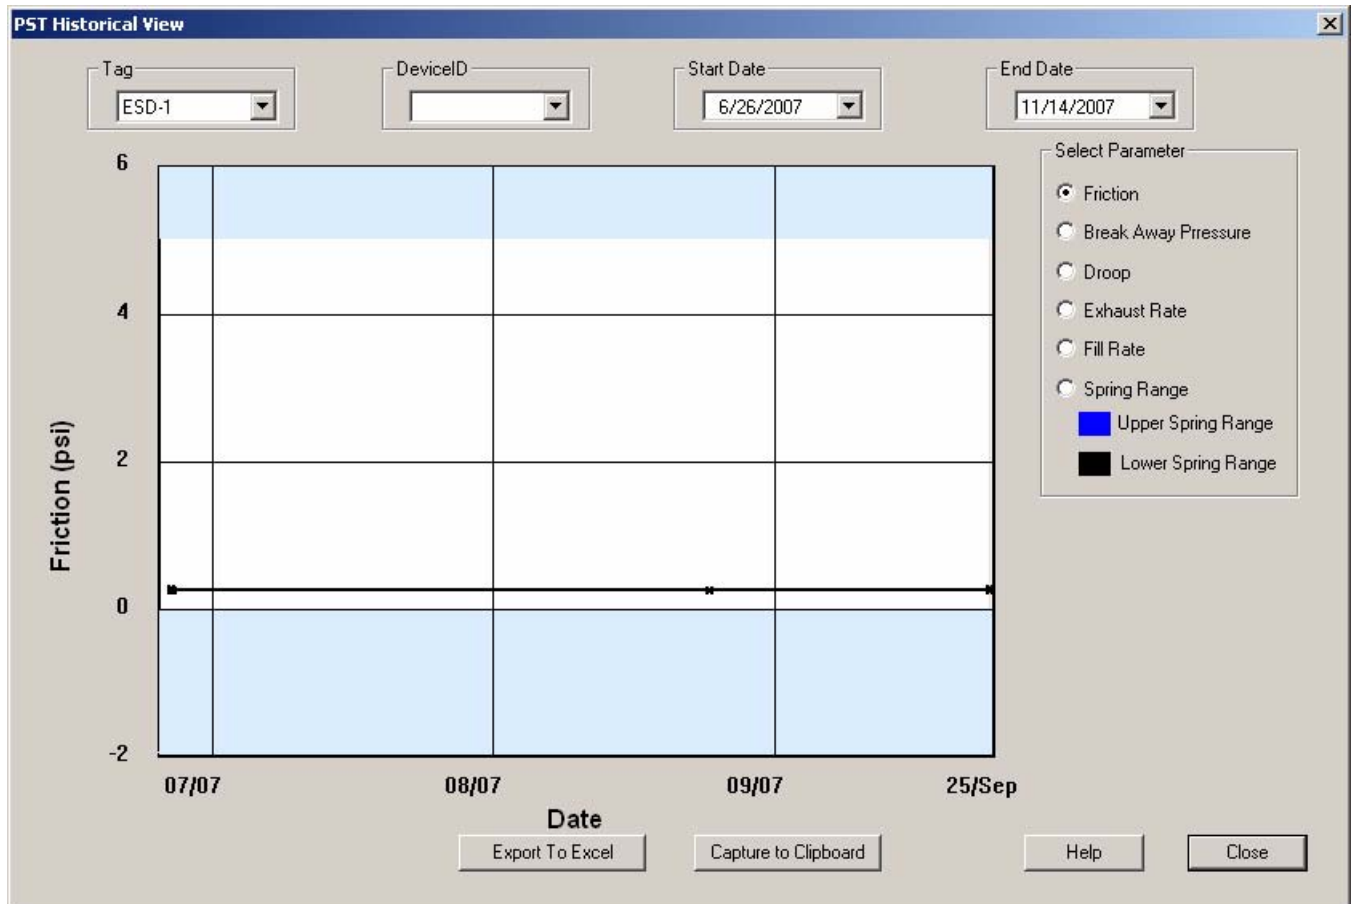 PST Historical View
Tag
DeviceID
Start Date
End Date
ESD-1
6/26/2007
11/14/2007
Select Parameter
Friction
Break Away Prressure
Droop
Exhaust Rate
Fill Rate
Spring Range
Upper Spring Range
Lower Spring Range
6
4
2
0
-2
Friction (psi)
07/07
08/07
09/07
25/Sep
Date
Export To Excel
Capture to Clipboard
Help
Close